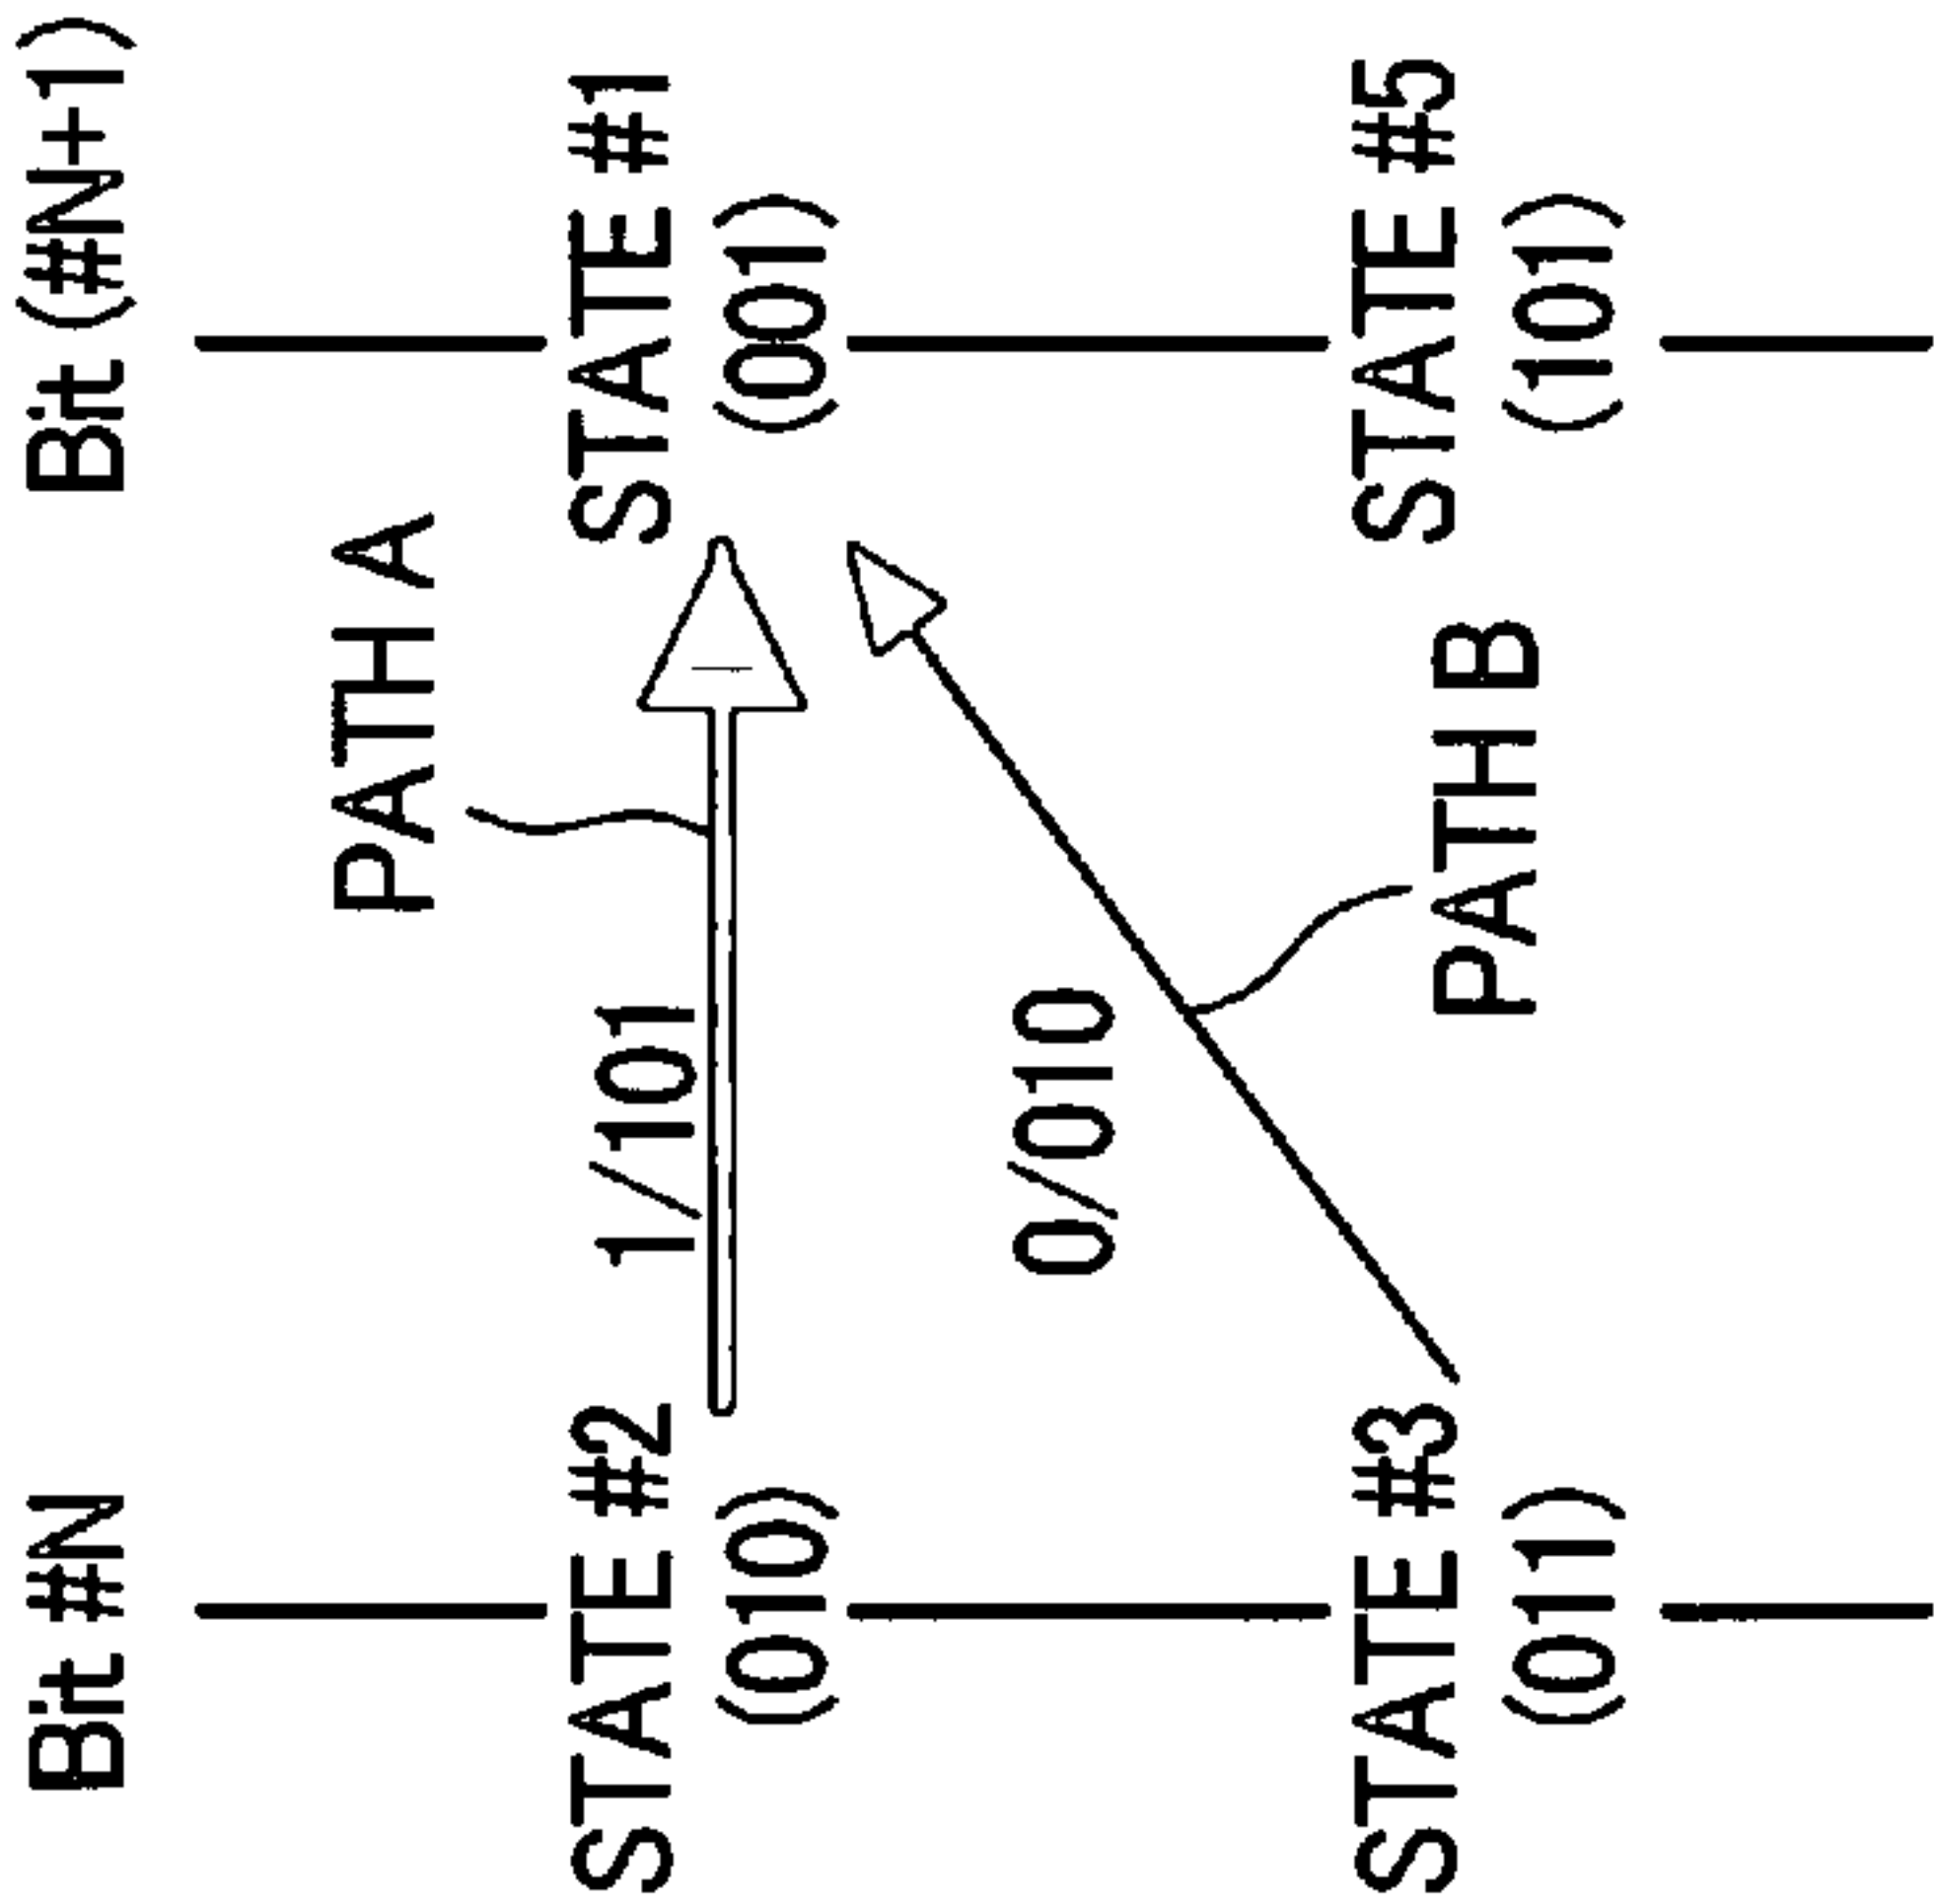 Bit #N
Bit (#N+1)
PATH A
STATE #2
(010)
1/101
STATE #1
(001)
0/010
STATE #3
(011)
STATE #5
(101)
PATH B